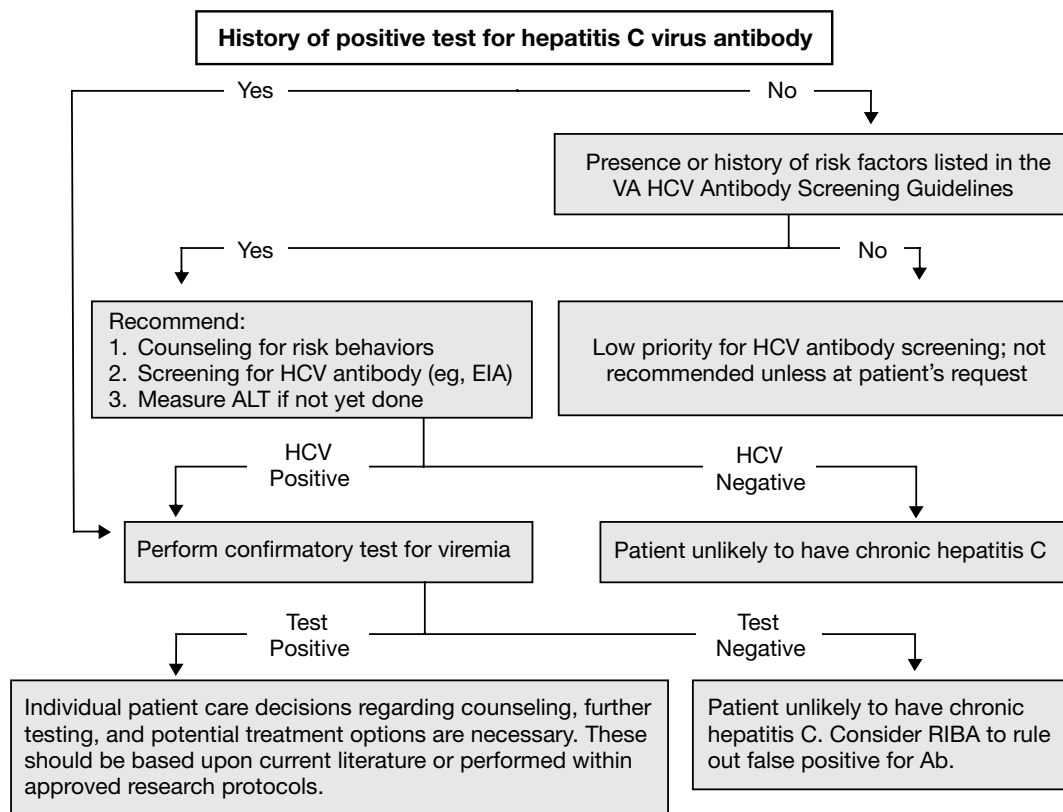 History of positive test for hepatitis C virus antibody
Yes
No
Presence or history of risk factors listed in the
VA HCV Antibody Screening Guidelines
Yes
No
Recommend:
1. Counseling for risk behaviors
2. Screening for HCV antibody (eg, EIA)
3. Measure ALT if not yet done
Low priority for HCV antibody screening; not
recommended unless at patient's request
HCV
Positive
HCV
Negative
Perform confirmatory test for viremia
Patient unlikely to have chronic hepatitis C
Test
Positive
Test
Negative
Individual patient care decisions regarding counseling, further
testing, and potential treatment options are necessary. These
should be based upon current literature or performed within
approved research protocols.
Patient unlikely to have chronic
hepatitis C. Consider RIBA to rule
out false positive for Ab.